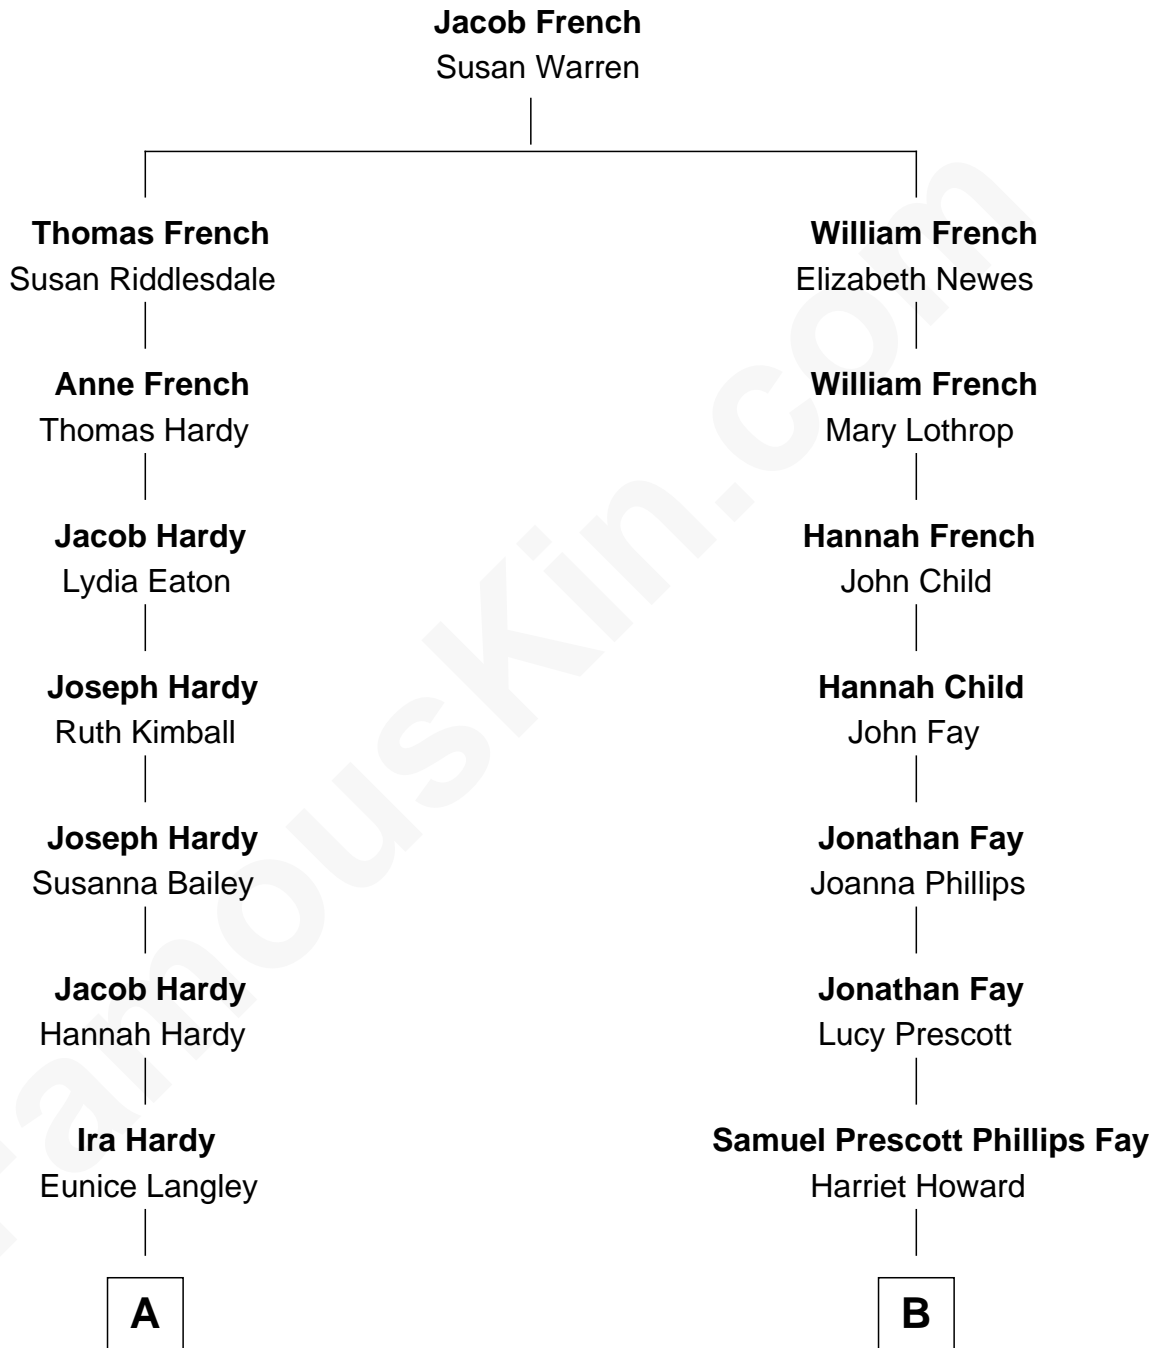 Jacob French
Susan Warren
Thomas French
Susan Riddlesdale
William French
Elizabeth Newes
Anne French
Thomas Hardy
William French
Mary Lothrop
Jacob Hardy
Lydia Eaton
Hannah French
John Child
Joseph Hardy
Ruth Kimball
Hannah Child
John Fay
Joseph Hardy
Susanna Bailey
Jonathan Fay
Joanna Phillips
Jacob Hardy
Hannah Hardy
Jonathan Fay
Lucy Prescott
Ira Hardy
Eunice Langley
Samuel Prescott Phillips Fay
Harriet Howard
A
B
FamousKin.com